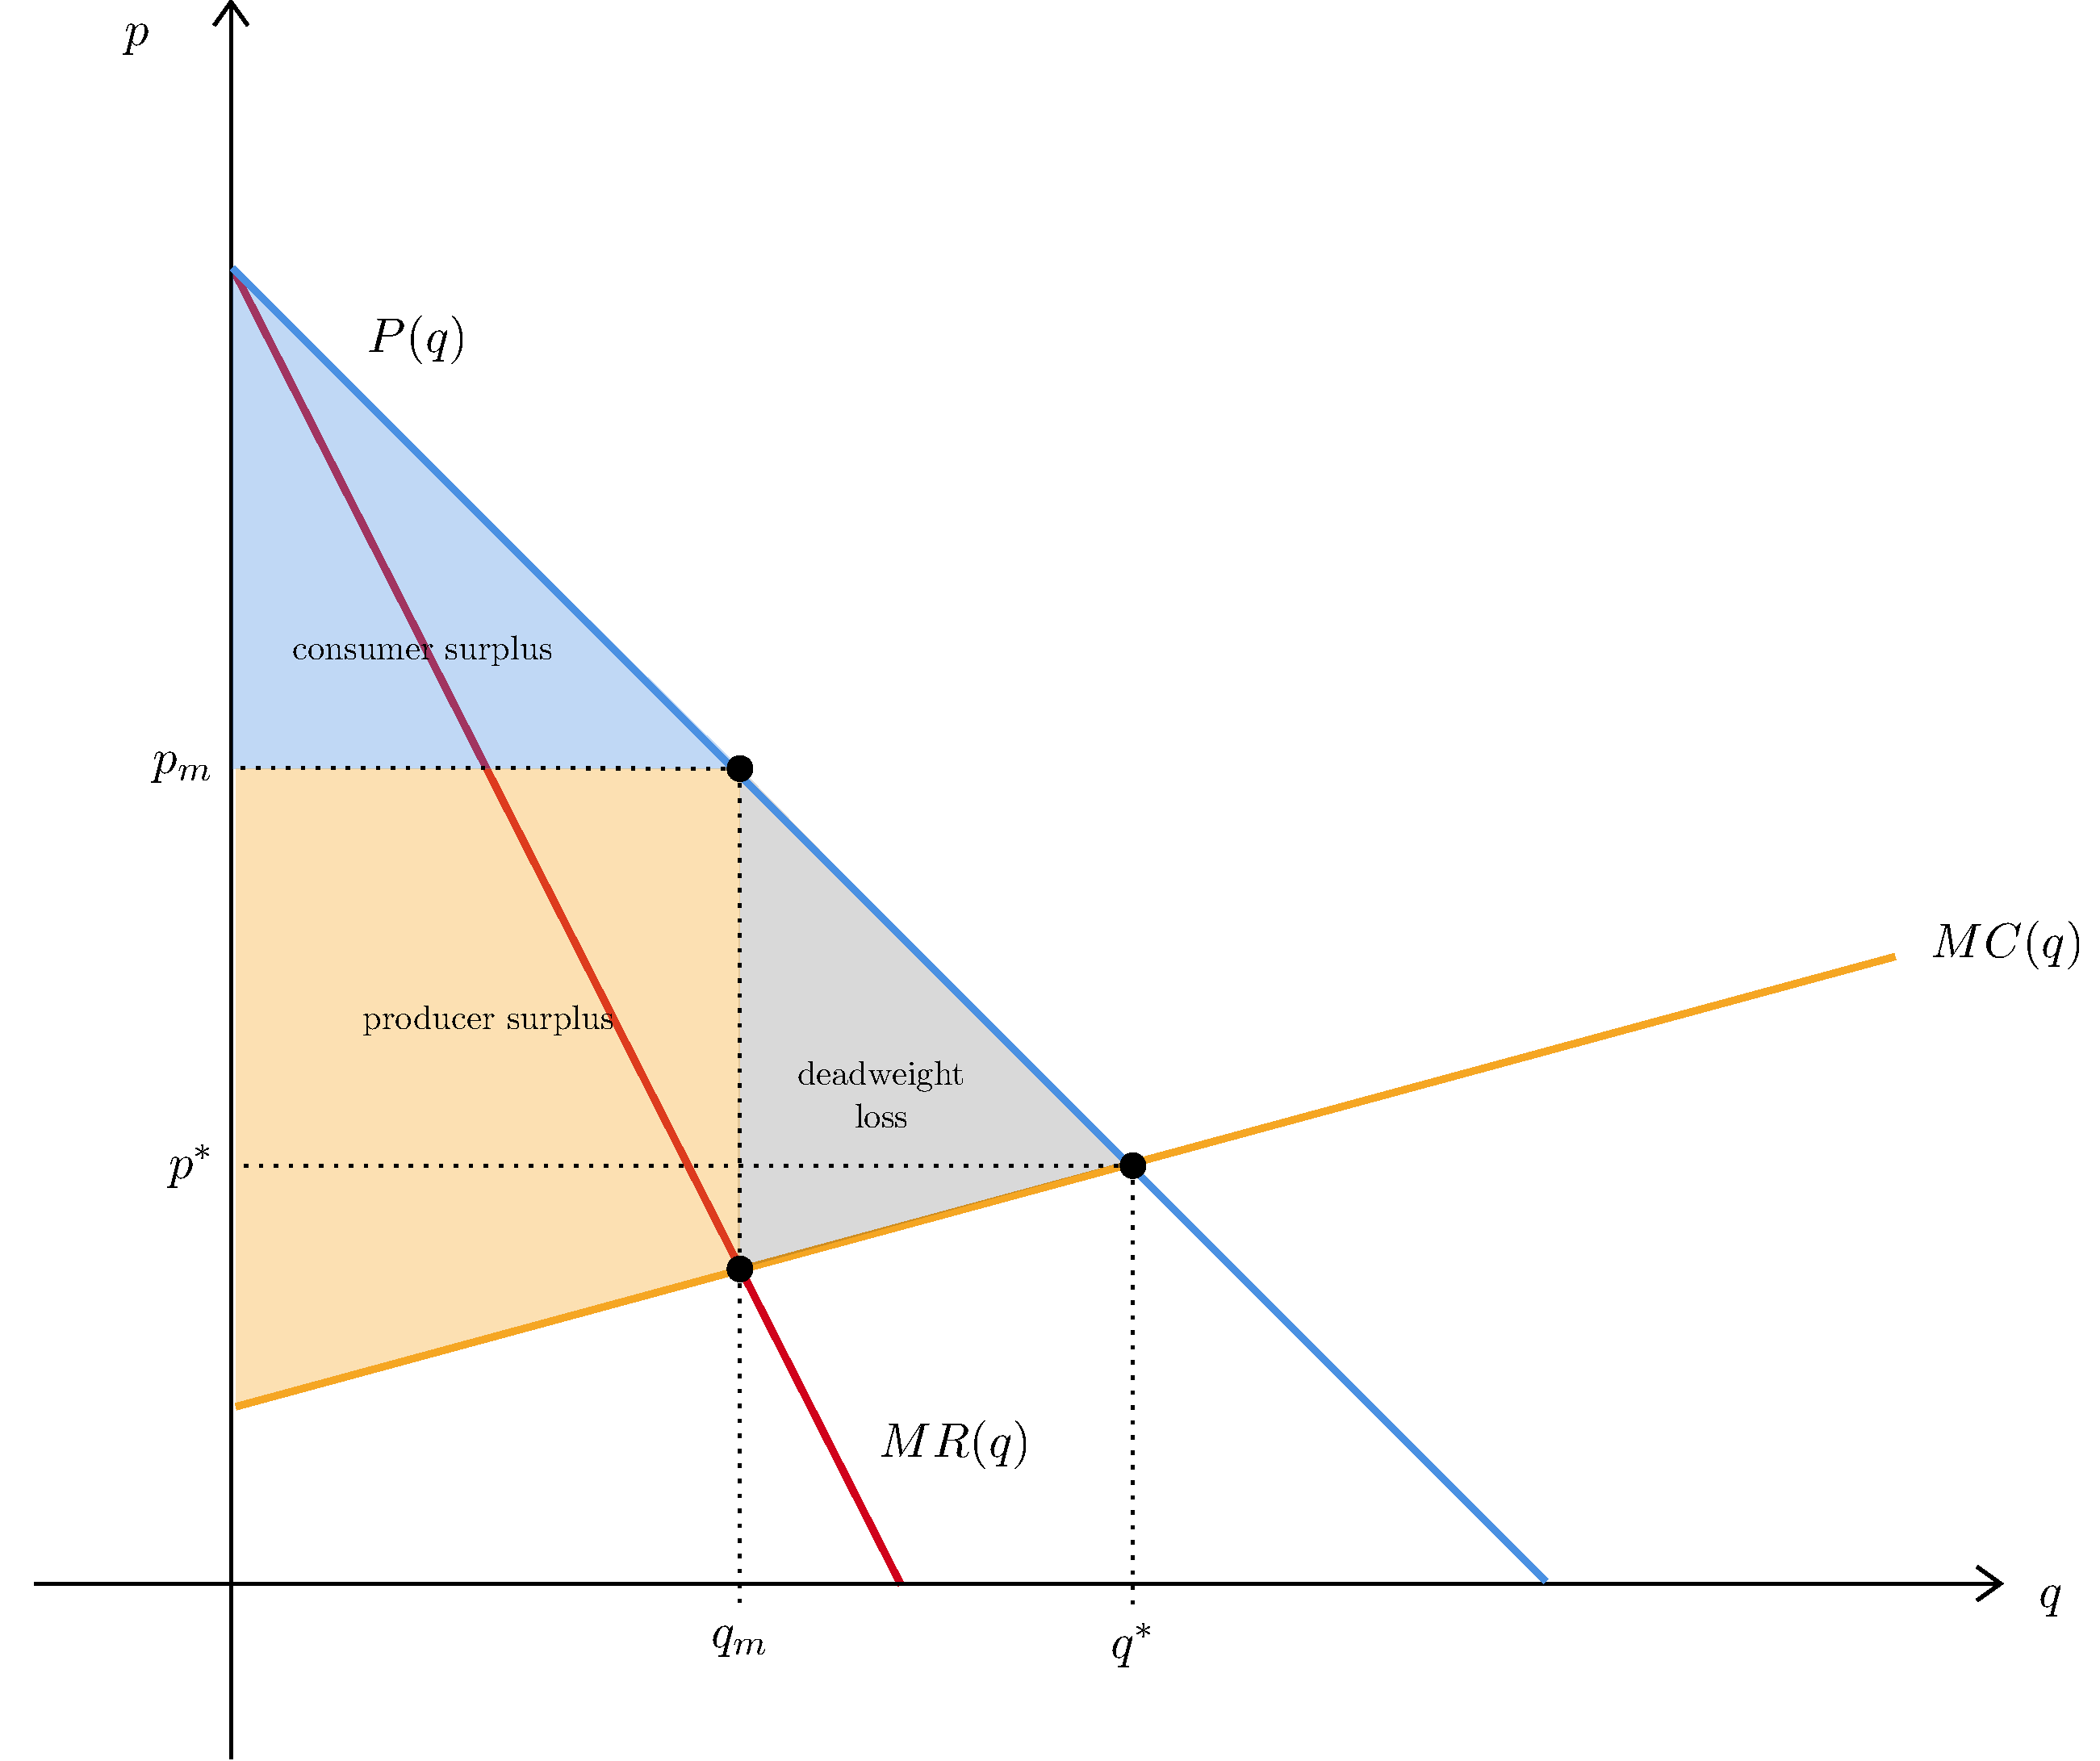 p
P(q)
consumer surplus
p_m
MC(q)
producer surplus
deadweight
loss
p*
MR(q)
q
q_m
q*